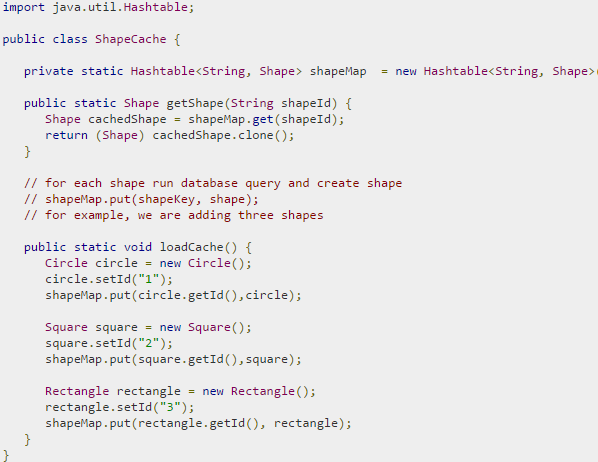 import java.util.Hashtable;
public class ShapeCache {
private static Hashtable<String, Shape> shapeMap  = new Hashtable<String, Shape>(
public static Shape getShape(String shapeId) {
Shape cachedShape = shapeMap.get(shapeId);
return (Shape) cachedShape.clone();
}
// for each shape run database query and create shape
// shapeMap.put(shapeKey, shape);
// for example, we are adding three shapes
public static void loadCache() {
Circle circle = new Circle();
circle.setId("1");
shapeMap.put(circle.getId(),circle);
Square square = new Square();
square.setId("2");
shapeMap.put(square.getId(),square);
Rectangle rectangle = new Rectangle();
rectangle.setId("3");
shapeMap.put(rectangle.getId(), rectangle);
}
}